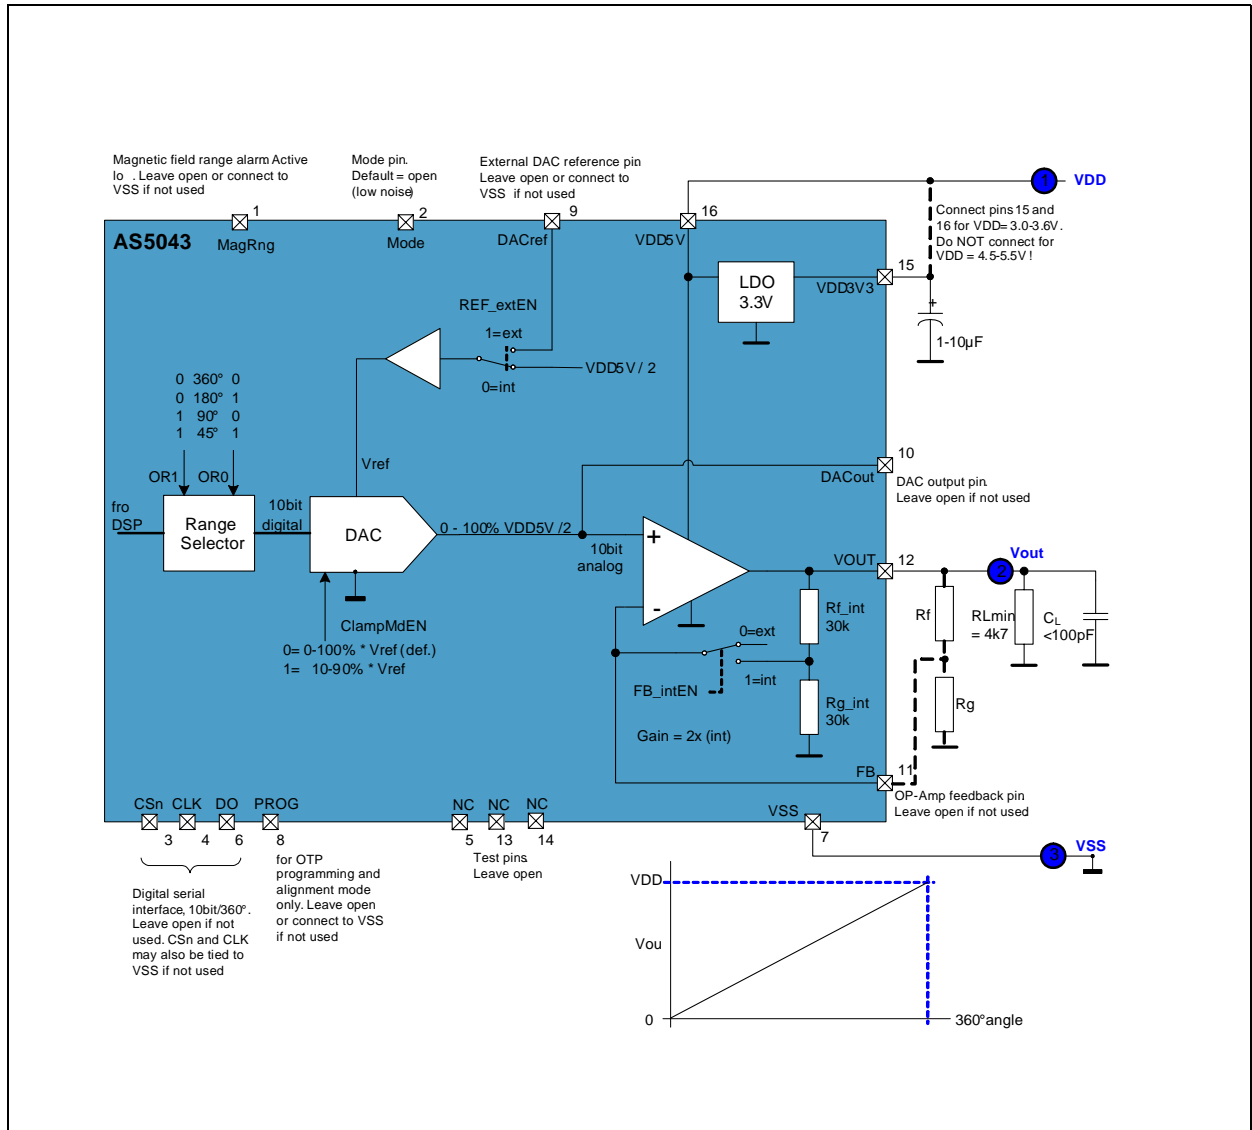 Magnetic field range alarm Active
lo . Leave open or connect to
VSS if not used
Mode pin.
Default = open
(low noise)
External DAC reference pin
Leave open or connect to
VSS if not used
1
2
9
16
1
VDD
AS5043
MagRng
Mode
DACref
VDD5V
Connect pins 15 and
16 for VDD= 3.0-3.6V.
Do NOT connect for
VDD = 4.5-5.5V !
LDO
3.3V
VDD3V3
15
+
1-10µF
REF_extEN
1=ext
VDD5V / 2
0=int
0 360° 0
0 180° 1
1 90° 0
1 45° 1
OR1
OR0
Vref
fro
DSP
Range
Selector
10bit
digital
DAC
0 - 100% VDD5V /2
10bit
analog
+
-
DACout
10
DAC output pin.
Leave open if not used
VOUT
12
Vout
2
Rf_int
30k
Rf
RLmin
= 4k7
CL
<100pF
ClampMdEN
0= 0-100% * Vref (def.)
1= 10-90% * Vref
0=ext
1=int
FB_intEN
Rg_int
30k
Rg
Gain = 2x (int)
FB
11
OP-Amp feedback pin
Leave open if not used
CSn
CLK
DO
PROG
NC
NC
NC
VSS
3
4
6
8
5
13
14
7
3
VSS
Digital serial
interface, 10bit/360°.
Leave open if not
used. CSn and CLK
may also be tied to
VSS if not used
for OTP
programming and
alignment mode
only. Leave open
or connect to VSS
if not used
Test pins.
Leave open
VDD
Vou
0
360°angle